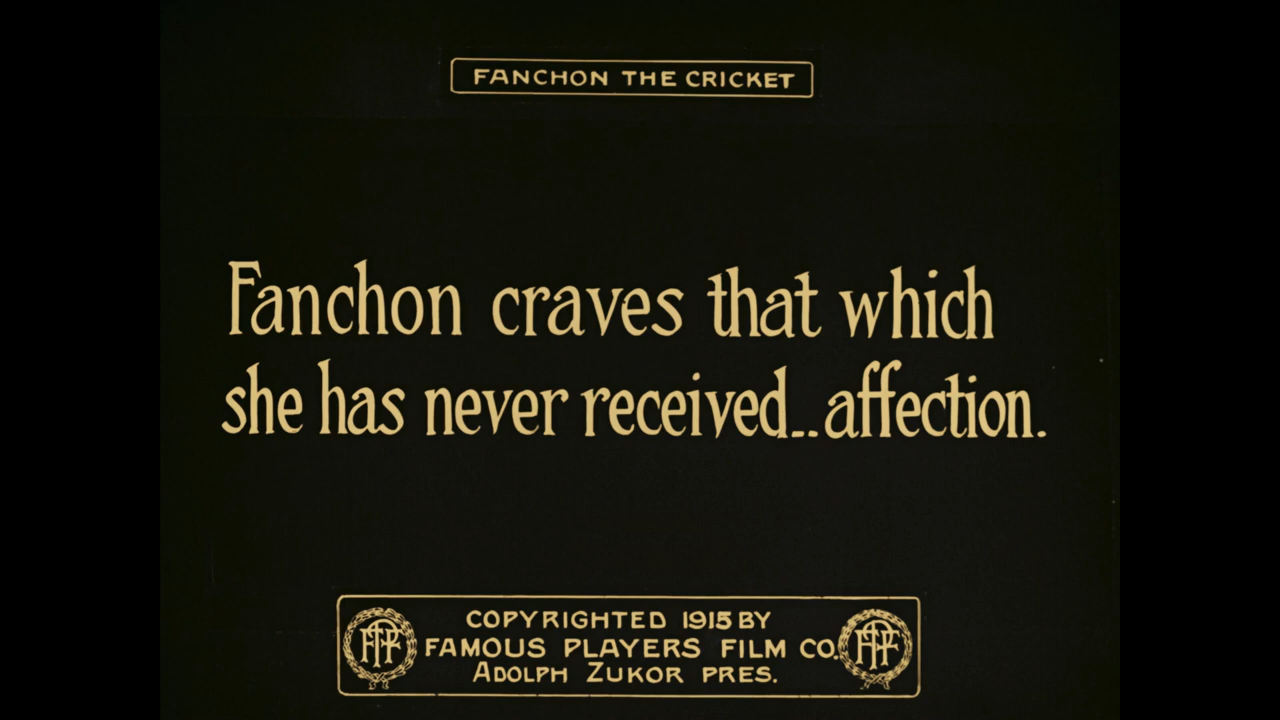 FANCHON THE CRICKET
Fanchon craves that which
she has never received..affection.
COPYRIGHTED 1915 BY
FAMOUS PLAYERS FILM CO.
ADOLPH ZUKOR PRES.